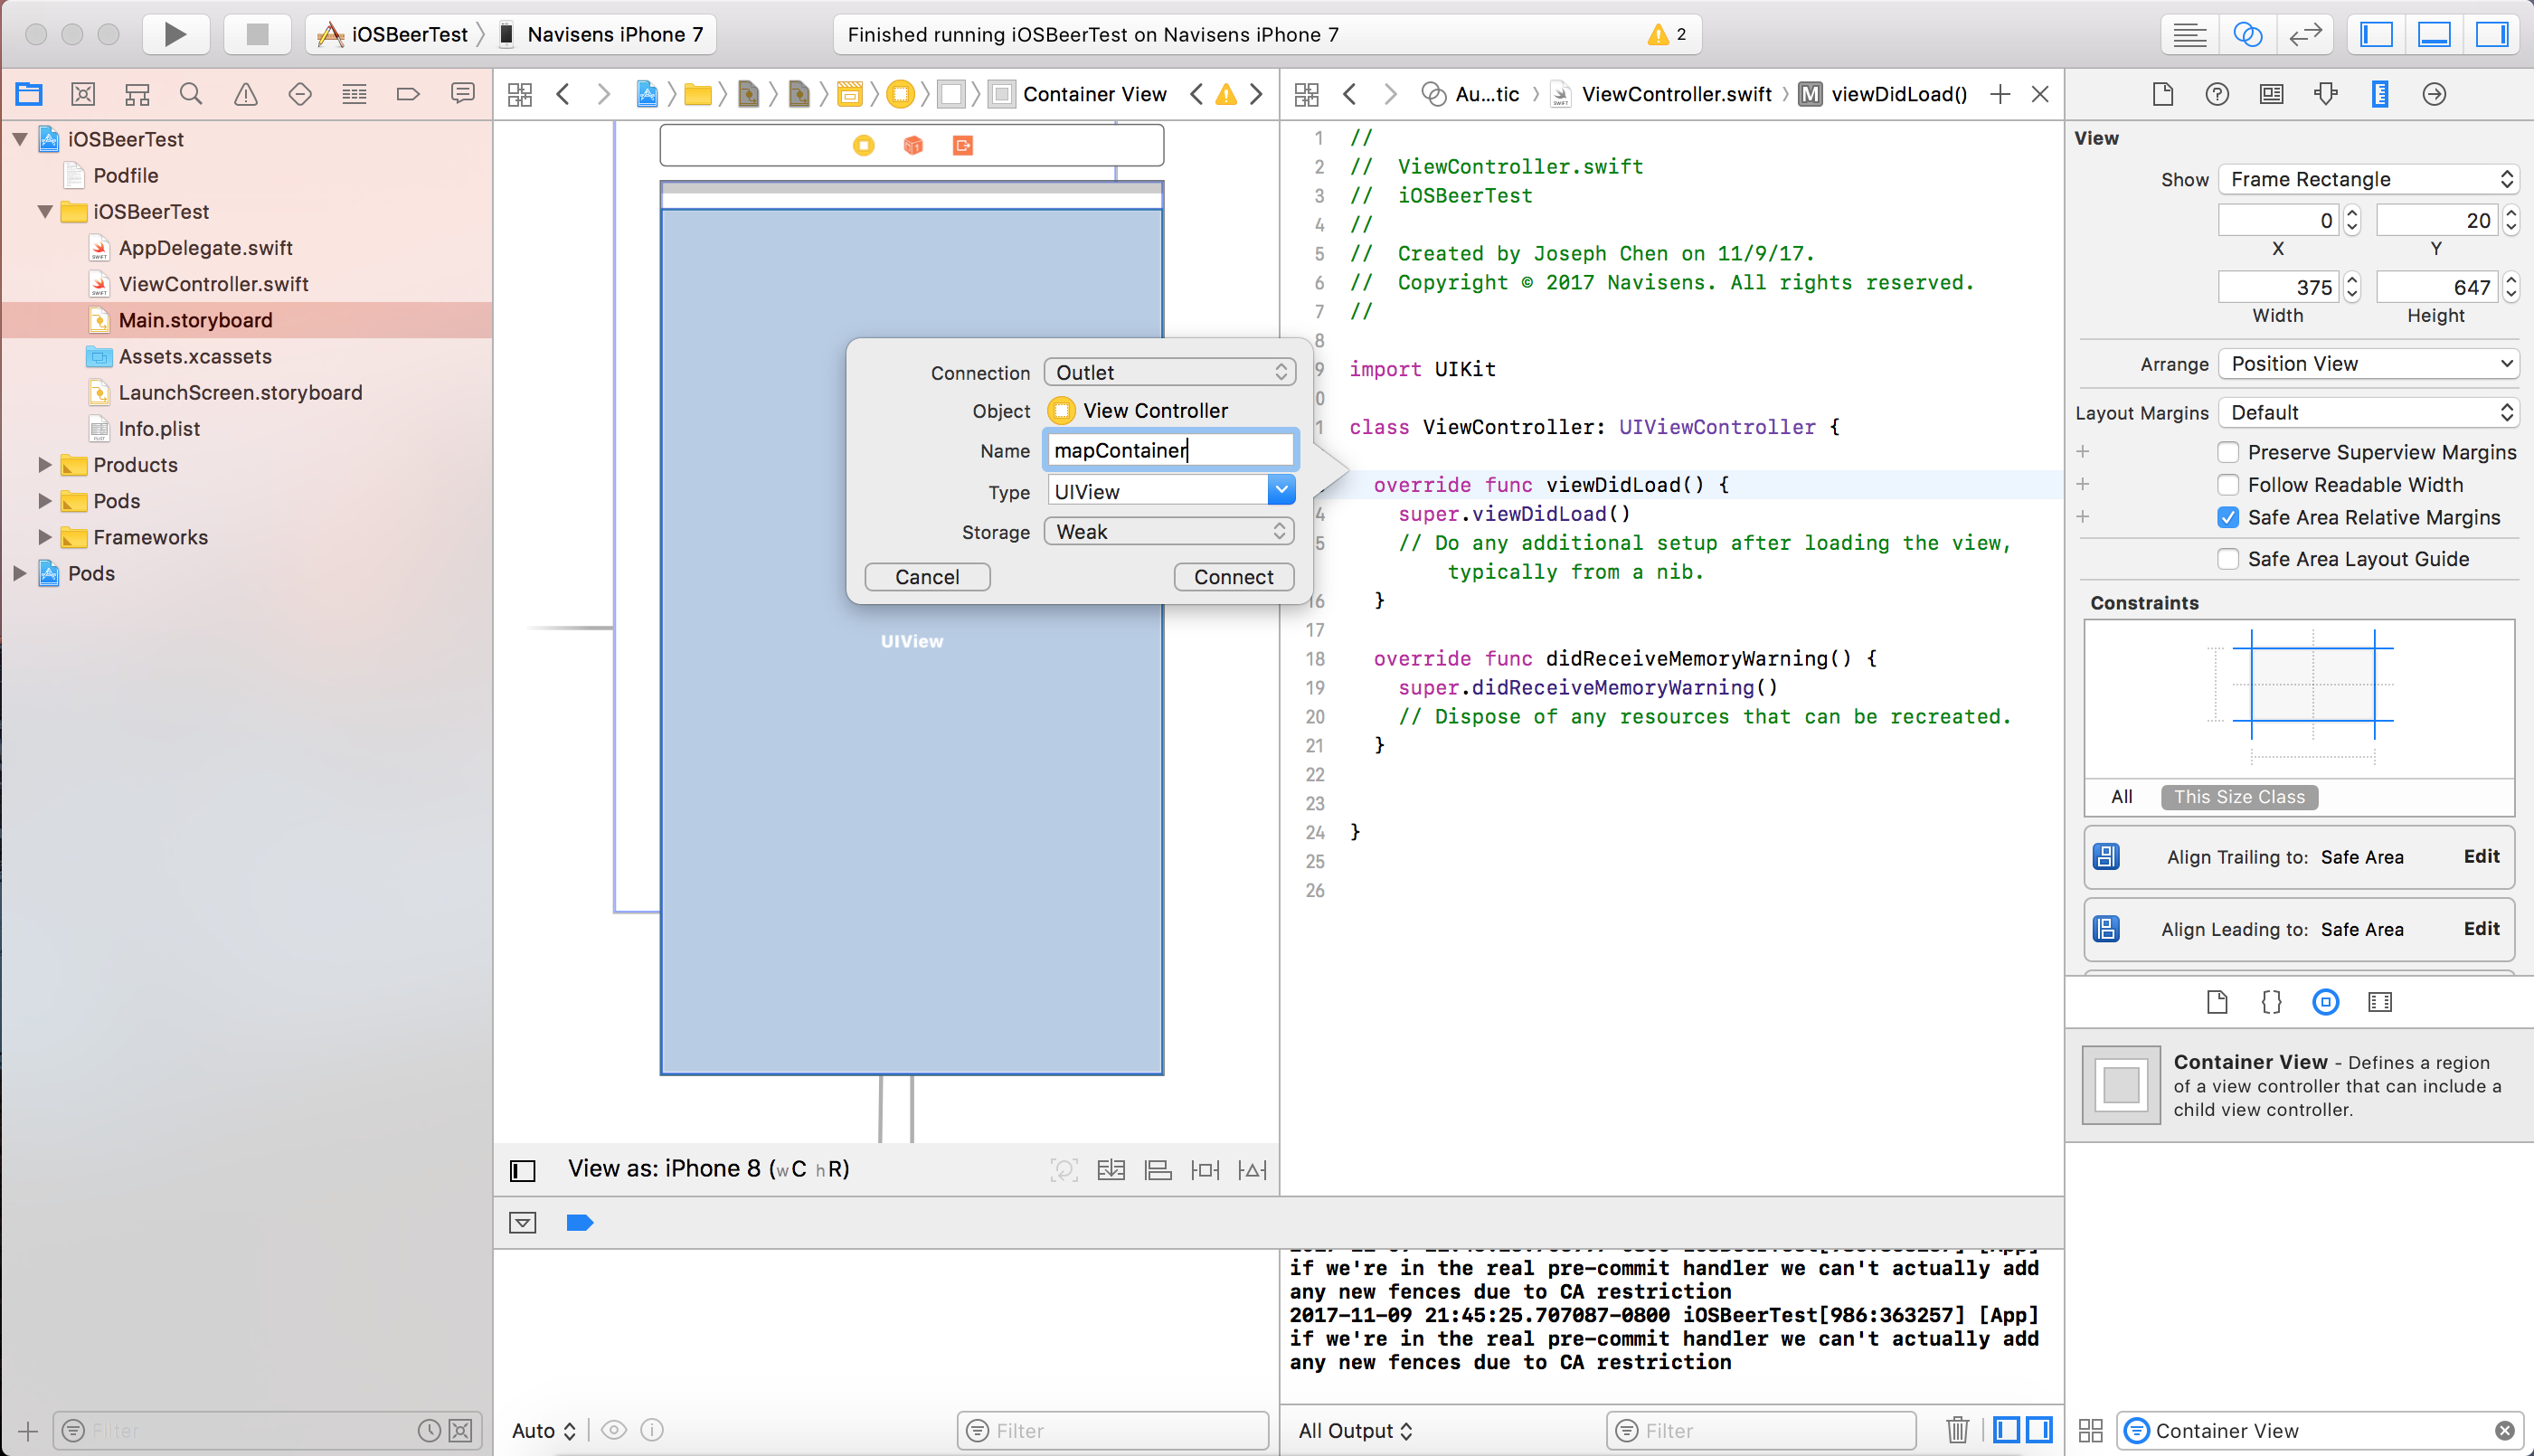 iOSBeerTest
Navisens iPhone 7
Finished running iOSBeerTest on Navisens iPhone 7
2
Container View
Au...tic
ViewController.swift
M viewDidLoad()
iOSBeerTest
Podfile
iOSBeerTest
AppDelegate.swift
ViewController.swift
Main.storyboard
Assets.xcassets
LaunchScreen.storyboard
Info.plist
Products
Pods
Frameworks
Pods
Filter
Connection Outlet
Object View Controller
Name mapContainer
Type UIView
Storage Weak
Cancel Connect
UIView
View as: iPhone 8 (wC hR)
1 //
2 // ViewController.swift
3 // iOSBeerTest
4 //
5 // Created by Joseph Chen on 11/9/17.
6 // Copyright © 2017 Navisens. All rights reserved.
7 //
8
9 import UIKit
0
1 class ViewController: UIViewController {
override func viewDidLoad() {
4 super.viewDidLoad()
5 // Do any additional setup after loading the view,
typically from a nib.
16 }
17
18 override func didReceiveMemoryWarning() {
19 super.didReceiveMemoryWarning()
20 // Dispose of any resources that can be recreated.
21 }
22
23
24 }
25
26
if we're in the real pre-commit handler we can't actually add
any new fences due to CA restriction
2017-11-09 21:45:25.707087-0800 iOSBeerTest[986:363257] [App]
if we're in the real pre-commit handler we can't actually add
any new fences due to CA restriction
Auto
Filter
All Output
Filter
View
Show Frame Rectangle
0 20
X Y
375 647
Width Height
Arrange Position View
Layout Margins Default
Preserve Superview Margins
Follow Readable Width
Safe Area Relative Margins
Safe Area Layout Guide
Constraints
All This Size Class
Align Trailing to: Safe Area Edit
Align Leading to: Safe Area Edit
{}
Container View - Defines a region
of a view controller that can include a
child view controller.
Container View